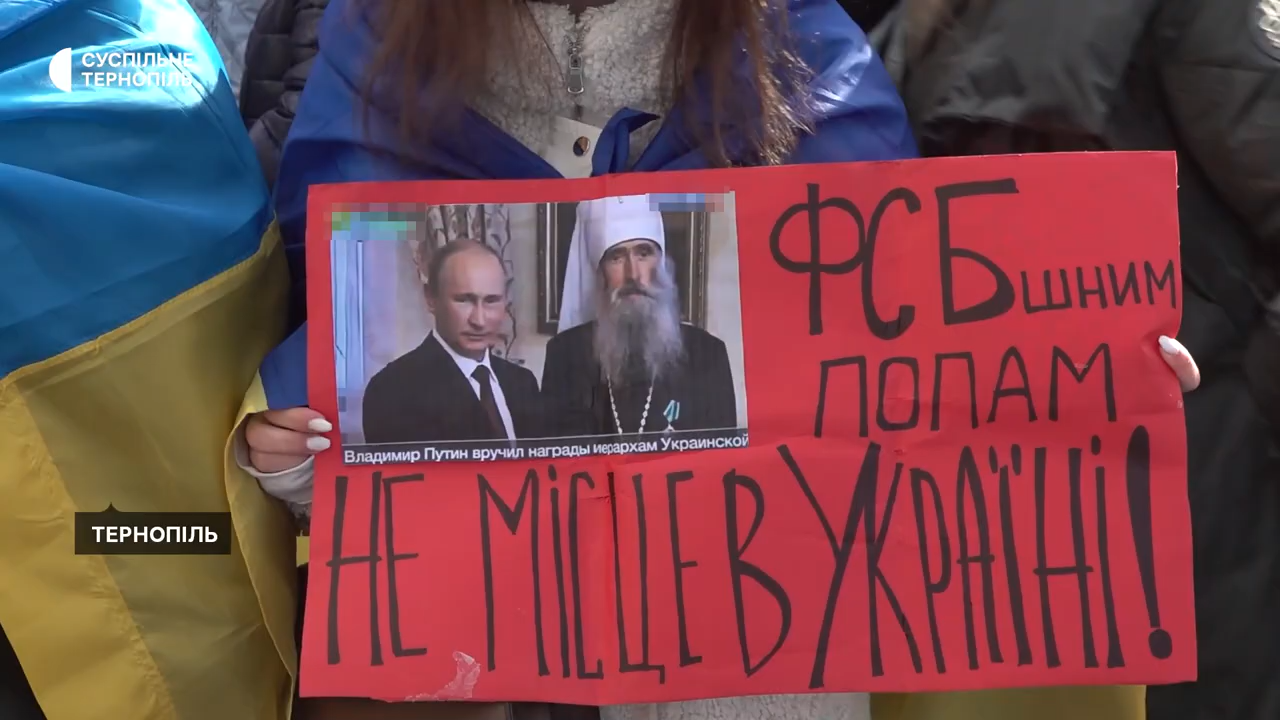 СУСПІЛЬНЕ
ТЕРНОПІЛЬ
ФСБшним
попам
Владимир Путин вручил награды иерархам Украинской
НЕ МІСЦЕ В УКРАЇНІ!
ТЕРНОПІЛЬ